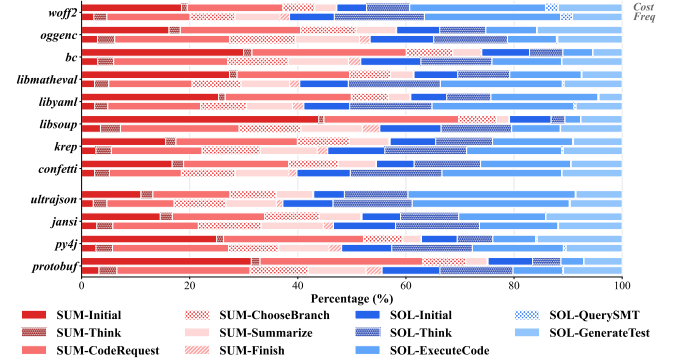 woff2
Cost
Freq
oggenc
bc
libmatheval
libyaml
libsoup
krep
confetti
ultrajson
jansi
py4j
protobuf
0 20 40 60 80 100
Percentage (%)
SUM-Initial SUM-ChooseBranch SOL-Initial SOL-QuerySMT
SUM-Think SUM-Summarize SOL-Think SOL-GenerateTest
SUM-CodeRequest SUM-Finish SOL-ExecuteCode